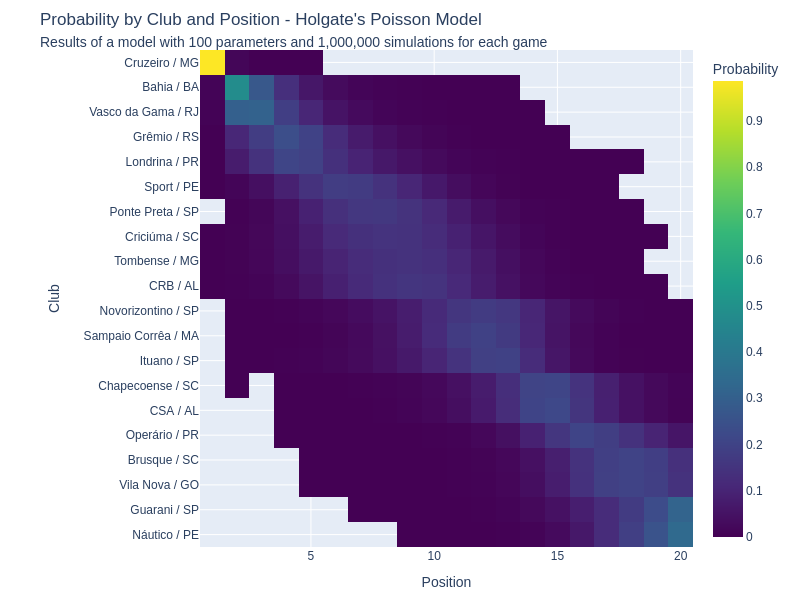 Probability by Club and Position - Holgate's Poisson Model
Results of a model with 100 parameters and 1,000,000 simulations for each game
Probability
Cruzeiro / MG
Bahia / BA
Vasco da Gama / RJ
Grêmio / RS
Londrina / PR
Sport / PE
Ponte Preta / SP
Criciúma / SC
Tombense / MG
CRB / AL
Novorizontino / SP
Sampaio Corrêa / MA
Ituano / SP
Chapecoense / SC
CSA / AL
Operário / PR
Brusque / SC
Vila Nova / GO
Guarani / SP
Náutico / PE
Club
5
10
15
20
Position
0.9
0.8
0.7
0.6
0.5
0.4
0.3
0.2
0.1
0